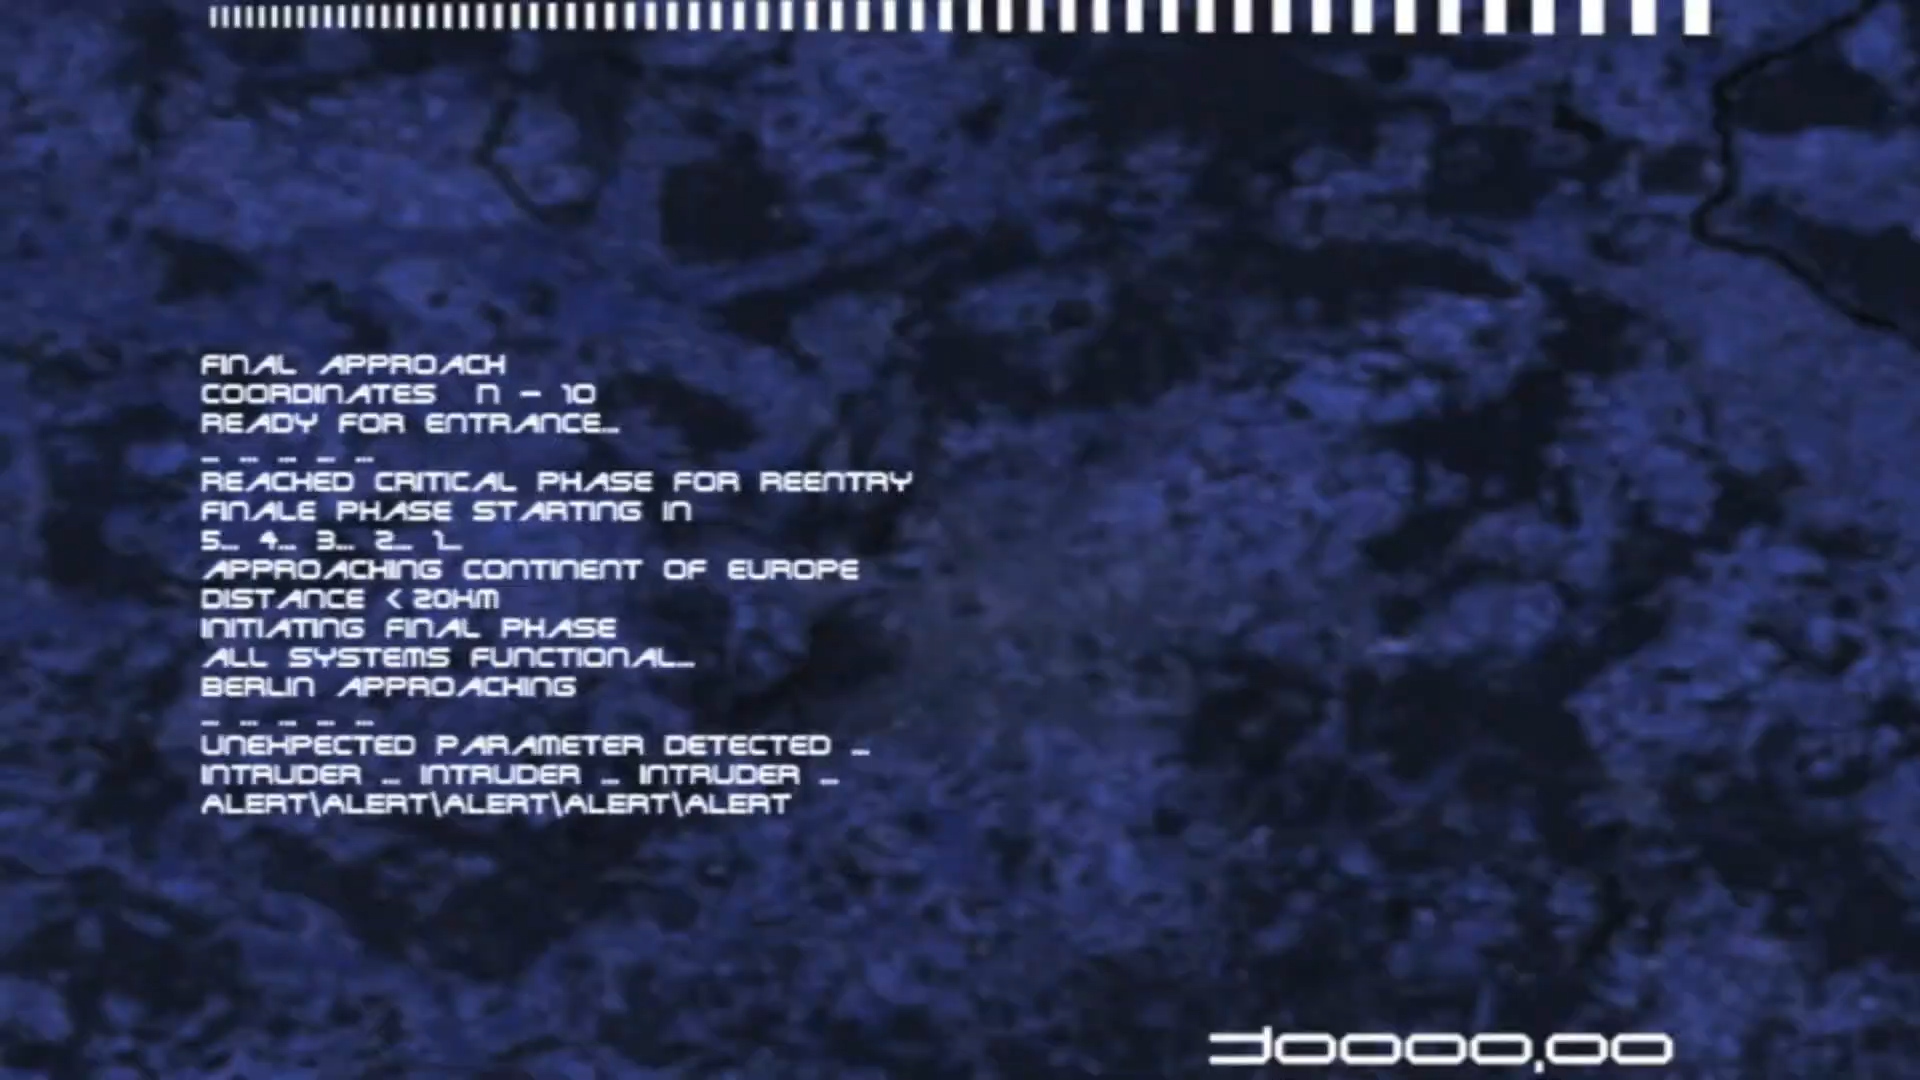 FINAL APPROACH
COORDINATES N - 10
READY FOR ENTRANCE...
... ... ... ... ...
REACHED CRITICAL PHASE FOR REENTRY
FINALE PHASE STARTING IN
5... 4... 3... 2... 1...
APPROACHING CONTINENT OF EUROPE
DISTANCE < 20KM
INITIATING FINAL PHASE
ALL SYSTEMS FUNCTIONAL...
BERLIN APPROACHING
... ... ... ... ...
UNEXPECTED PARAMETER DETECTED ...
INTRUDER ... INTRUDER ... INTRUDER ...
ALERT\ALERT\ALERT\ALERT\ALERT